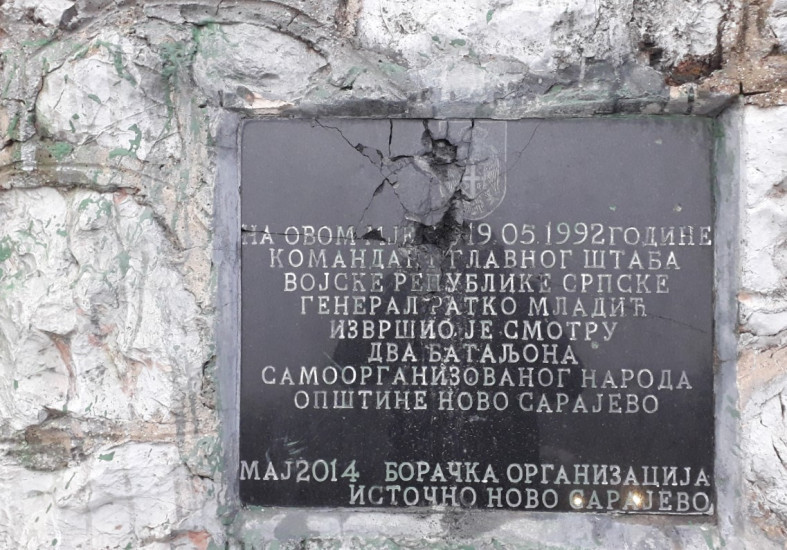 НА ОВОМ 19.05.1992 ГОДИНЕ
КОМАНДАНТ ГЛАВНОГ ШТАБА
ВОЈСКЕ РЕПУБЛИКЕ СРПСКЕ
ГЕНЕРАЛ РАТКО МЛАДИЋ
ИЗВРШИО ЈЕ СМОТРУ
ДВА БАТАЉОНА
САМООРГАНИЗОВАНОГ НАРОДА
ОПШТИНЕ НОВО САРАЈЕВО
МАЈ 2014 БОРАЧКА ОРГАНИЗАЦИЈА
ИСТОЧНО НОВО САРАЈЕВО